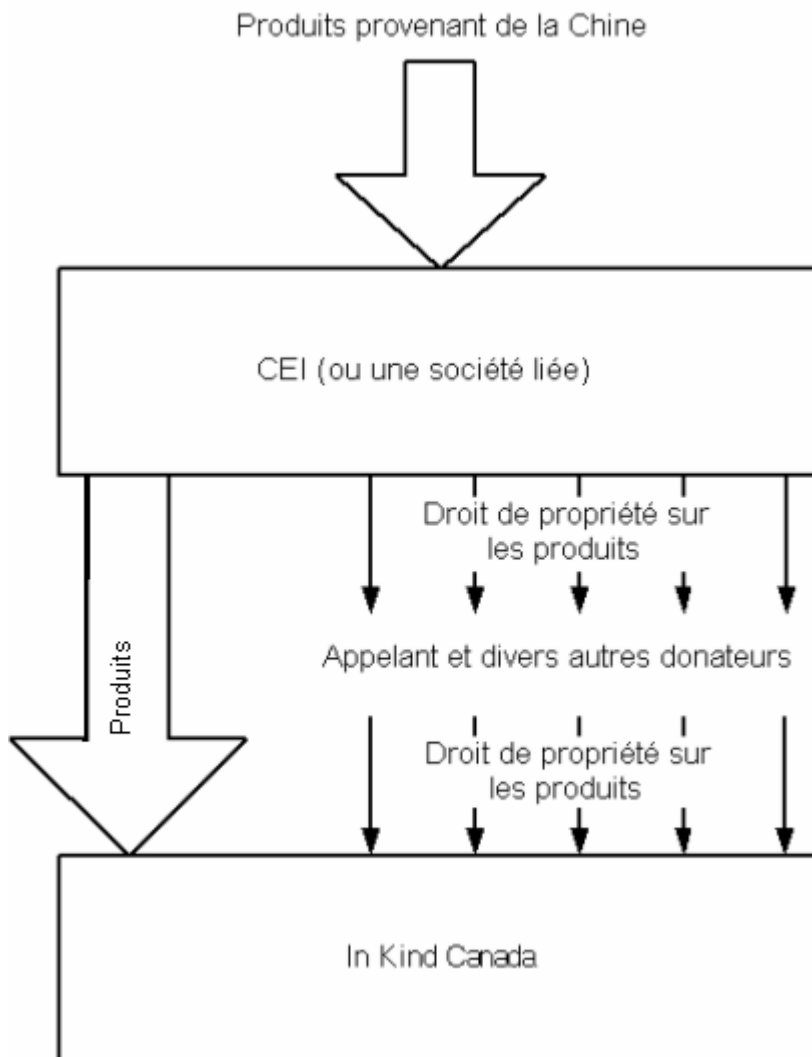 Produits provenant de la Chine
CEI (ou une société liée)
Droit de propriété sur
les produits
Produits
Appelant et divers autres donateurs
Droit de propriété sur
les produits
In Kind Canada